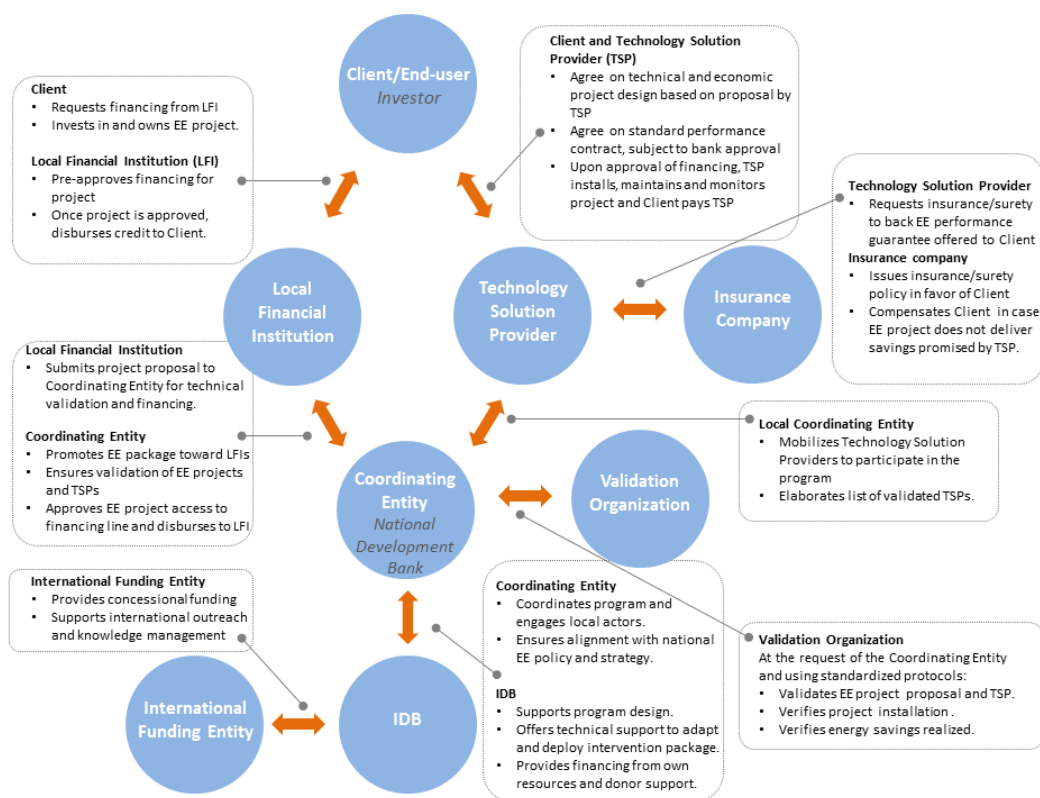 Client/End-user
Investor
Client and Technology Solution
Provider (TSP)
• Agree on technical and economic
project design based on proposal by
TSP
• Agree on standard performance
contract, subject to bank approval
• Upon approval of financing, TSP
installs, maintains and monitors
project and Client pays TSP
Client
• Requests financing from LFI
• Invests in and owns EE project.
Local Financial Institution (LFI)
• Pre-approves financing for
project
• Once project is approved,
disburses credit to Client.
Technology Solution Provider
• Requests insurance/surety
to back EE performance
guarantee offered to Client
Insurance company
• Issues insurance/surety
policy in favor of Client
• Compensates Client in case
EE project does not deliver
savings promised by TSP.
Local
Financial
Institution
Technology
Solution
Provider
Insurance
Company
Local Financial Institution
• Submits project proposal to
Coordinating Entity for technical
validation and financing.
Coordinating Entity
• Promotes EE package toward LFIs
• Ensures validation of EE projects
and TSPs
• Approves EE project access to
financing line and disburses to LFI
Local Coordinating Entity
• Mobilizes Technology Solution
Providers to participate in the
program
• Elaborates list of validated TSPs.
Coordinating
Entity
National
Development
Bank
Validation
Organization
International Funding Entity
• Provides concessional funding
• Supports international outreach
and knowledge management
Coordinating Entity
• Coordinates program and
engages local actors.
• Ensures alignment with national
EE policy and strategy.
IDB
• Supports program design.
• Offers technical support to adapt
and deploy intervention package.
• Provides financing from own
resources and donor support.
Validation Organization
At the request of the Coordinating Entity
and using standardized protocols:
• Validates EE project proposal and TSP.
• Verifies project installation .
• Verifies energy savings realized.
International
Funding Entity
IDB